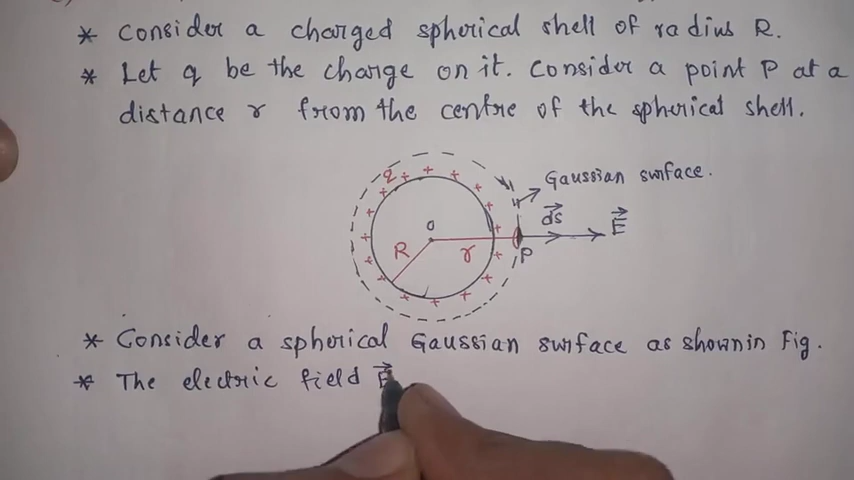 * Consider a charged spherical shell of radius R.
* Let q be the charge on it. Consider a point P at a
distance r from the centre of the spherical shell.
q
Gaussian surface.
ds
E
O
R
r
P
* Consider a spherical Gaussian surface as shown in Fig.
* The electric field E